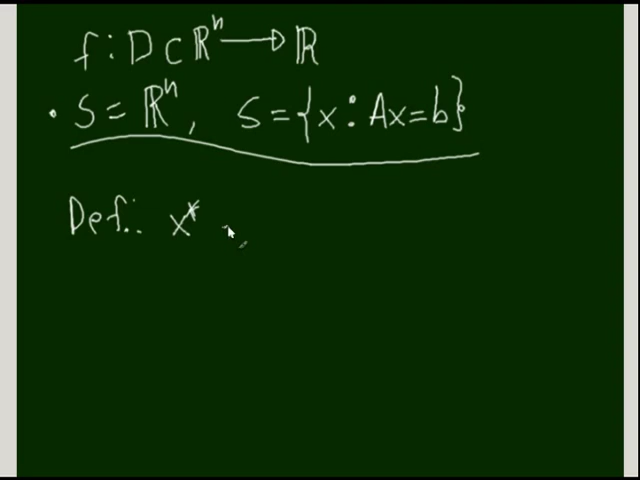 f : D ⊂ ℝⁿ → ℝ
• S = ℝⁿ, S = {x : Ax = b}
Def.: x*